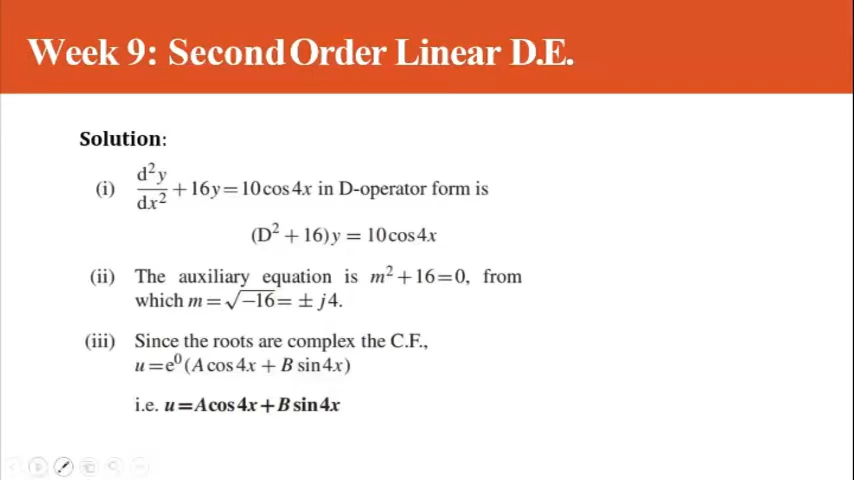 Week 9: Second Order Linear D.E.
Solution:
(i) d²y/dx² + 16y = 10 cos 4x in D-operator form is
(D² + 16)y = 10 cos 4x
(ii) The auxiliary equation is m² + 16 = 0, from
which m = √−16 = ± j4.
(iii) Since the roots are complex the C.F.,
u = e⁰(A cos 4x + B sin 4x)
i.e. u = A cos 4x + B sin 4x